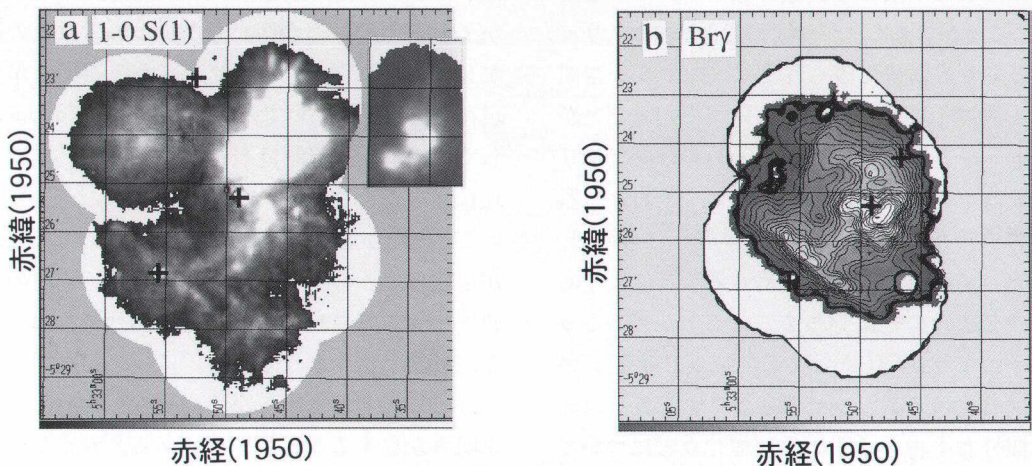 a 1-0 S(1)
22'
23'
24'
25'
26'
27'
28'
-5°29'
5ʰ33ᵐ00ˢ
55ˢ
50ˢ
45ˢ
40ˢ
35ˢ
赤緯(1950)
赤経(1950)
b Brγ
22'
23'
24'
25'
26'
27'
28'
-5°29'
05ˢ
5ʰ33ᵐ00ˢ
55ˢ
50ˢ
45ˢ
40ˢ
赤緯(1950)
赤経(1950)